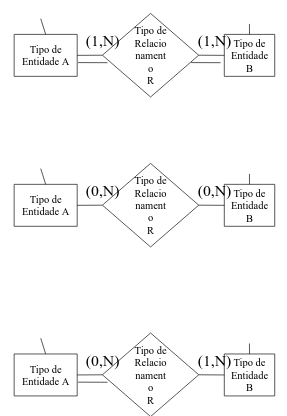 (1,N)
(1,N)
Tipo de
Entidade A
Tipo de
Relacio
nament
o
R
Tipo de
Entidade
B
(0,N)
(0,N)
Tipo de
Entidade A
Tipo de
Relacio
nament
o
R
Tipo de
Entidade
B
(0,N)
(1,N)
Tipo de
Entidade A
Tipo de
Relacio
nament
o
R
Tipo de
Entidade
B